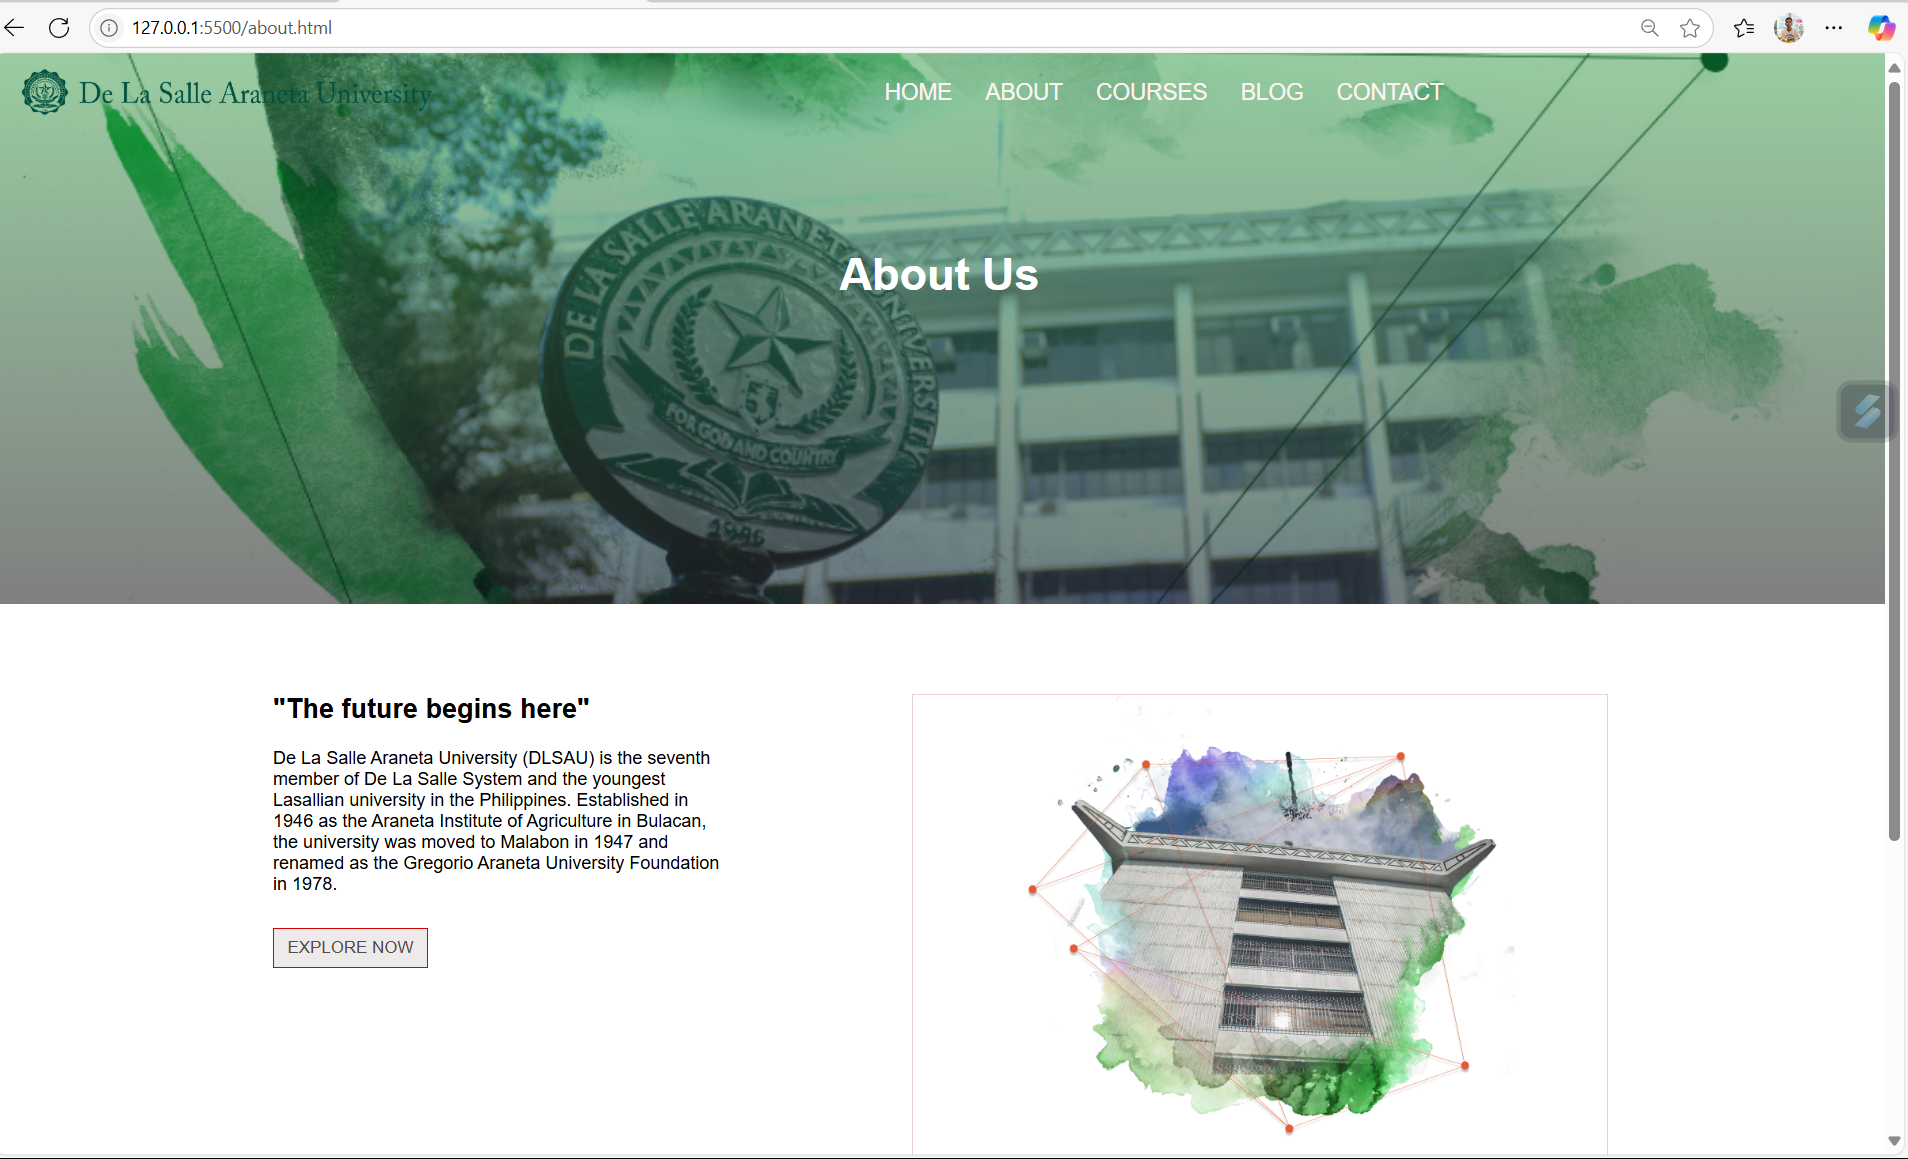 127.0.0.1:5500/about.html
De La Salle Araneta University
HOME ABOUT COURSES BLOG CONTACT
DE LA SALLE ARANETA UNIVERSITY
About Us
FOR GOD AND COUNTRY
1946
"The future begins here"
De La Salle Araneta University (DLSAU) is the seventh
member of De La Salle System and the youngest
Lasallian university in the Philippines. Established in
1946 as the Araneta Institute of Agriculture in Bulacan,
the university was moved to Malabon in 1947 and
renamed as the Gregorio Araneta University Foundation
in 1978.
EXPLORE NOW